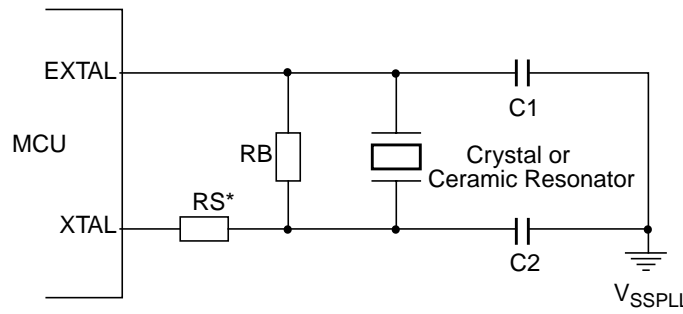 EXTAL
C1
MCU
RB
Crystal or
Ceramic Resonator
RS*
XTAL
C2
VSSPLL